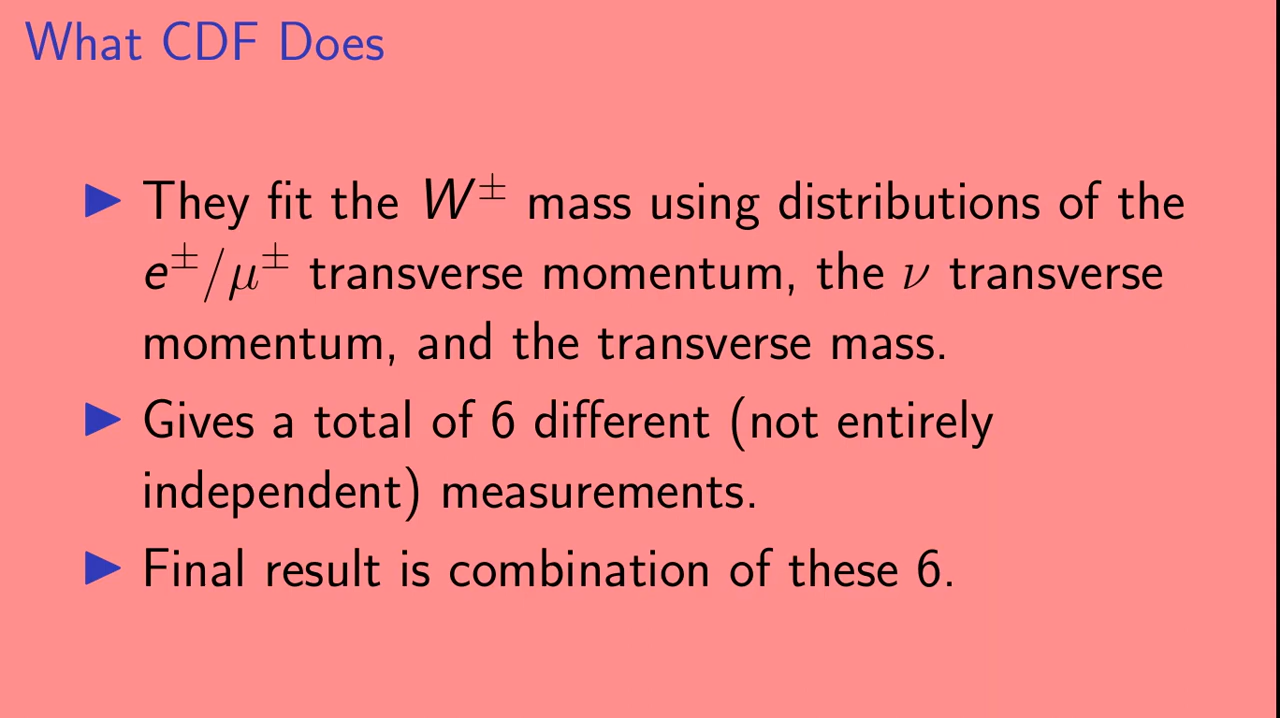 What CDF Does
▶ They fit the W± mass using distributions of the
e±/μ± transverse momentum, the ν transverse
momentum, and the transverse mass.
▶ Gives a total of 6 different (not entirely
independent) measurements.
▶ Final result is combination of these 6.